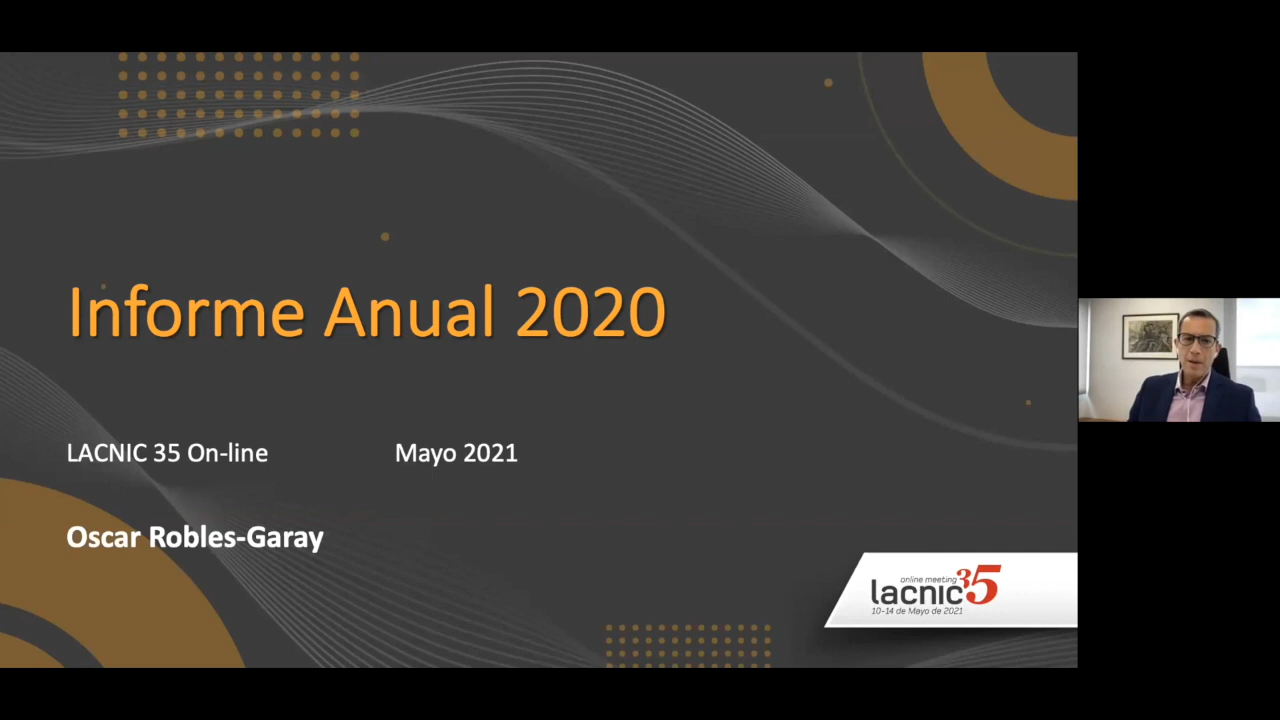 Informe Anual 2020
LACNIC 35 On-line Mayo 2021
Oscar Robles-Garay
online meeting
lacnic35
10-14 de Mayo de 2021